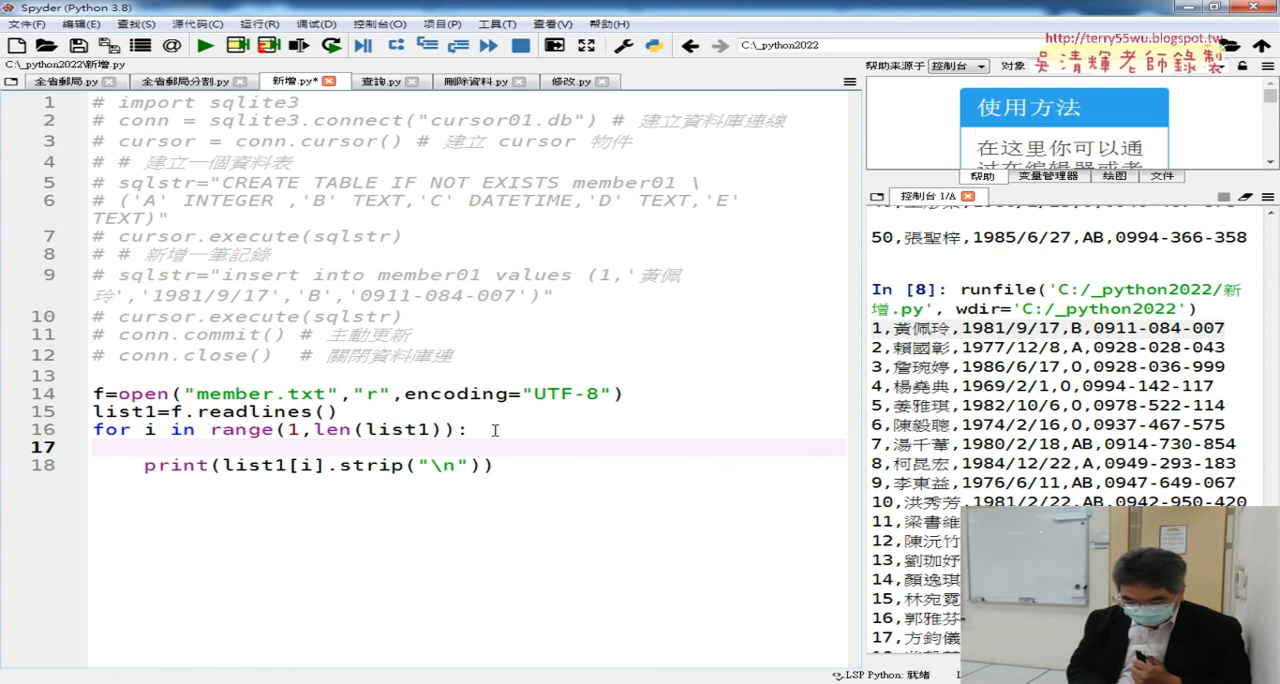 Spyder (Python 3.8)
文件(F) 编辑(E) 查找(S) 源代码(C) 运行(R) 调试(D) 控制台(O) 项目(P) 工具(T) 查看(V) 帮助(H)
C:\_python2022
http://terry55wu.blogspot.tw
吳清輝老師錄製
C:\_python2022\新增.py
全省郵局.py 全省郵局分割.py 新增.py* 查詢.py 刪除資料.py 修改.py
帮助来源于 控制台 对象
1 # import sqlite3
2 # conn = sqlite3.connect("cursor01.db") # 建立資料庫連線
3 # cursor = conn.cursor() # 建立 cursor 物件
4 # # 建立一個資料表
5 # sqlstr="CREATE TABLE IF NOT EXISTS member01 \
6 # ('A' INTEGER ,'B' TEXT,'C' DATETIME,'D' TEXT,'E'
TEXT)"
7 # cursor.execute(sqlstr)
8 # # 新增一筆記錄
9 # sqlstr="insert into member01 values (1,'黃佩
玲','1981/9/17','B','0911-084-007')"
10 # cursor.execute(sqlstr)
11 # conn.commit() # 主動更新
12 # conn.close() # 關閉資料庫連
13
14 f=open("member.txt","r",encoding="UTF-8")
15 list1=f.readlines()
16 for i in range(1,len(list1)):
17
18 print(list1[i].strip("\n"))
使用方法
在这里你可以通
帮助 变量管理器 绘图 文件
控制台 1/A
50,張聖梓,1985/6/27,AB,0994-366-358
In [8]: runfile('C:/_python2022/新
增.py', wdir='C:/_python2022')
1,黃佩玲,1981/9/17,B,0911-084-007
2,賴國彰,1977/12/8,A,0928-028-043
3,詹琬婷,1986/6/17,O,0928-036-999
4,楊堯典,1969/2/1,O,0994-142-117
5,姜雅琪,1982/10/6,O,0978-522-114
6,陳毅聰,1974/2/16,O,0937-467-575
7,湯千葦,1980/2/18,AB,0914-730-854
8,柯昆宏,1984/12/22,A,0949-293-183
9,李東益,1976/6/11,AB,0947-649-067
10,洪秀芳,1981/2/22,AB,0942-950-420
11,梁書維
12,陳沅竹
13,劉珈妤
14,顏逸琪
15,林宛霓
16,郭雅芬
17,方鈞儀
LSP Python: 就绪